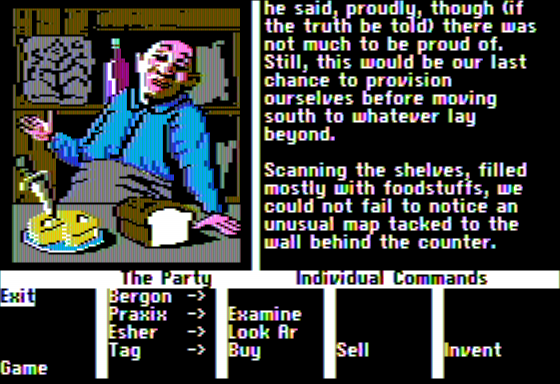 he said, proudly, though (if
the truth be told) there was
not much to be proud of.
Still, this would be our last
chance to provision
ourselves before moving
south to whatever lay
beyond.
Scanning the shelves, filled
mostly with foodstuffs, we
could not fail to notice an
unusual map tacked to the
wall behind the counter.
The Party Individual Commands
Exit Bergon ->
Praxix -> Examine
Esher -> Look Ar
Tag -> Buy Sell Invent
Game